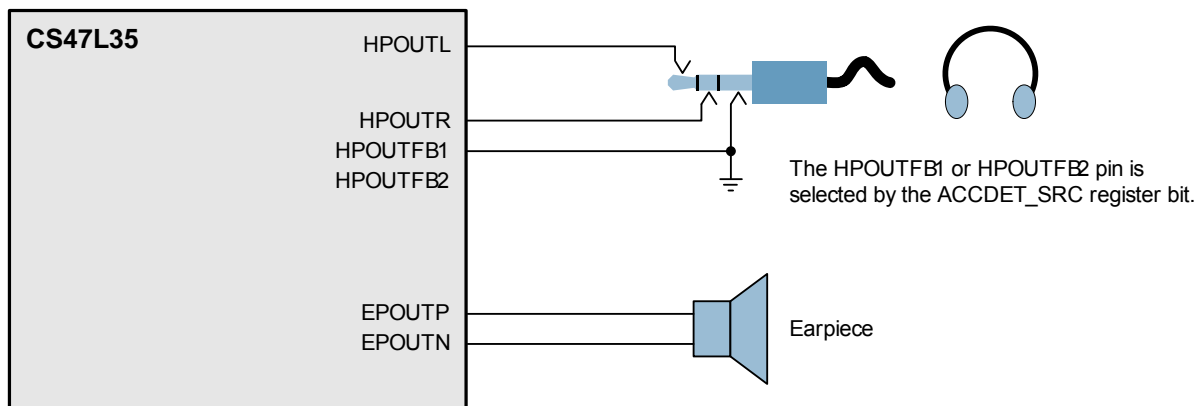 CS47L35
HPOUTL
HPOUTR
HPOUTFB1
HPOUTFB2
The HPOUTFB1 or HPOUTFB2 pin is
selected by the ACCDET_SRC register bit.
EPOUTP
EPOUTN
Earpiece